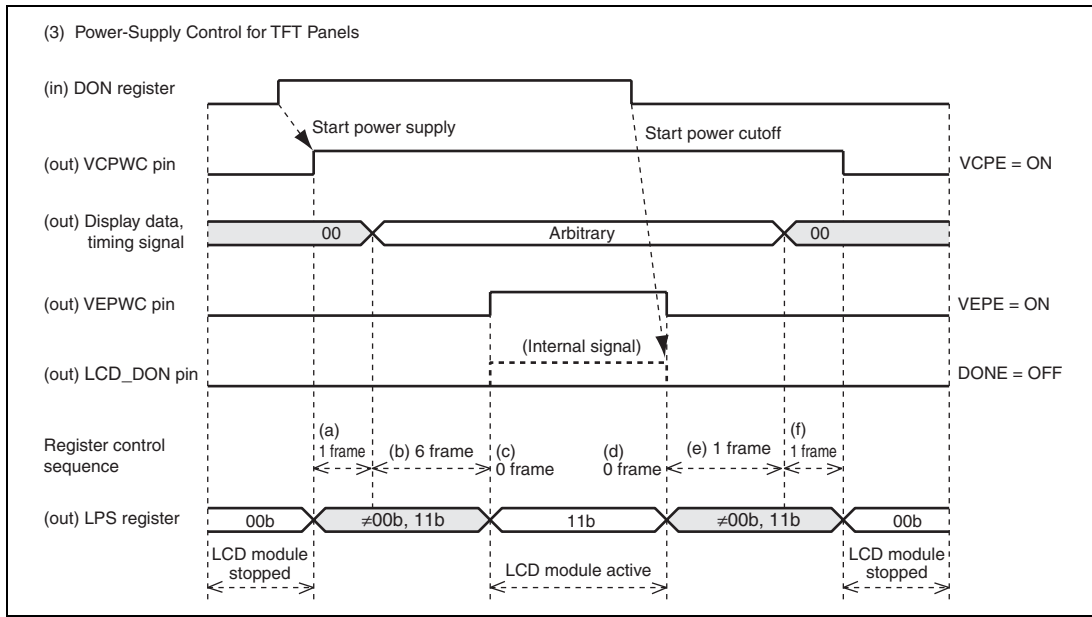 (3) Power-Supply Control for TFT Panels
(in) DON register
Start power supply
Start power cutoff
(out) VCPWC pin
VCPE = ON
(out) Display data,
timing signal
00
Arbitrary
00
(out) VEPWC pin
VEPE = ON
(Internal signal)
(out) LCD_DON pin
DONE = OFF
Register control
sequence
(a)
1 frame
(b) 6 frame
(c)
0 frame
(d)
0 frame
(e) 1 frame
(f)
1 frame
(out) LPS register
00b
≠00b, 11b
11b
≠00b, 11b
00b
LCD module
stopped
LCD module active
LCD module
stopped